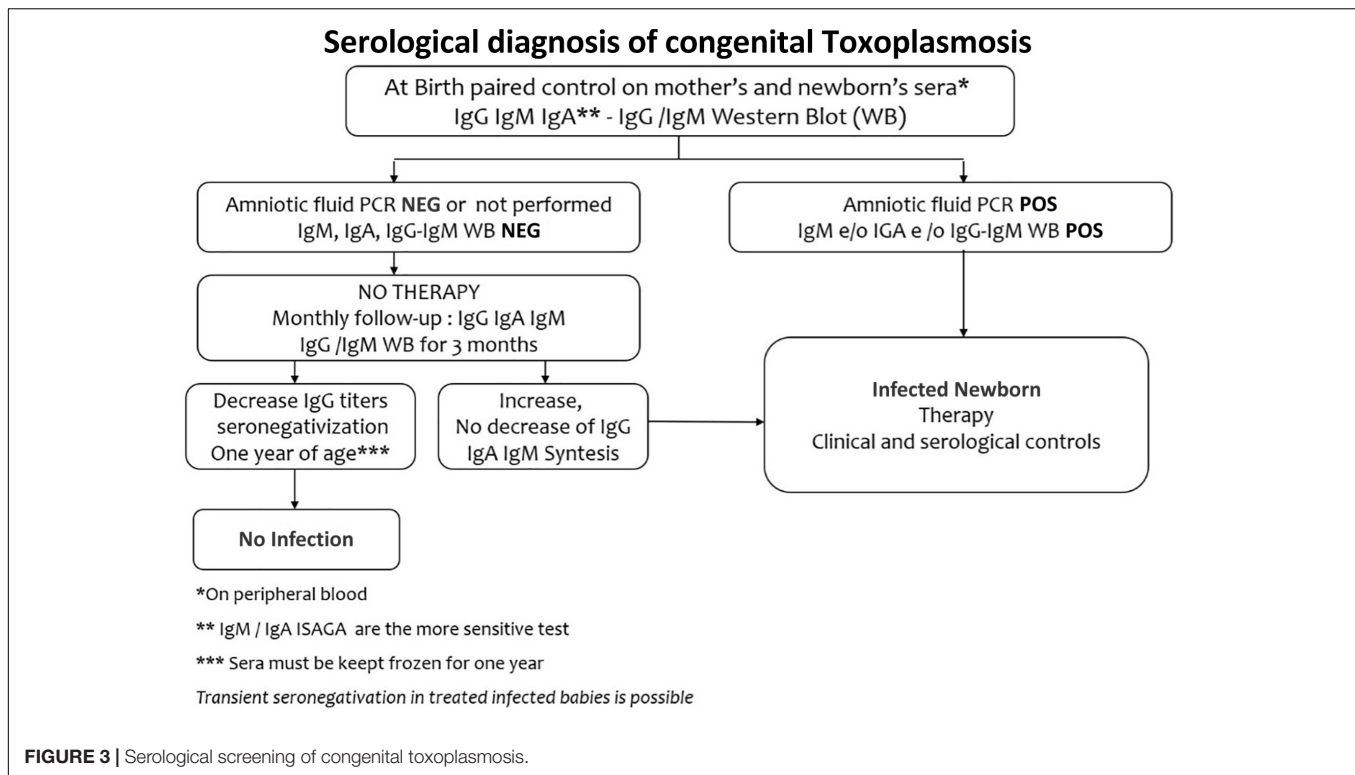 Serological diagnosis of congenital Toxoplasmosis
At Birth paired control on mother's and newborn's sera*
IgG IgM IgA** - IgG /IgM Western Blot (WB)
Amniotic fluid PCR NEG or not performed
IgM, IgA, IgG-IgM WB NEG
Amniotic fluid PCR POS
IgM e/o IGA e /o IgG-IgM WB POS
NO THERAPY
Monthly follow-up : IgG IgA IgM
IgG /IgM WB for 3 months
Decrease IgG titers
seronegativization
One year of age***
Increase,
No decrease of IgG
IgA IgM Syntesis
Infected Newborn
Therapy
Clinical and serological controls
No Infection
*On peripheral blood
** IgM / IgA ISAGA are the more sensitive test
*** Sera must be keept frozen for one year
Transient seronegativation in treated infected babies is possible
FIGURE 3 | Serological screening of congenital toxoplasmosis.